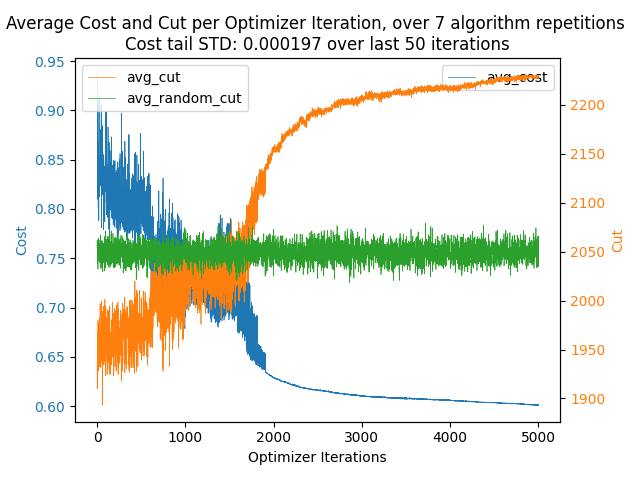 Average Cost and Cut per Optimizer Iteration, over 7 algorithm repetitions
Cost tail STD: 0.000197 over last 50 iterations
avg_cut
avg_random_cut
avg_cost
0.95
0.90
0.85
0.80
0.75
0.70
0.65
0.60
Cost
2200
2150
2100
2050
2000
1950
1900
Cut
0
1000
2000
3000
4000
5000
Optimizer Iterations